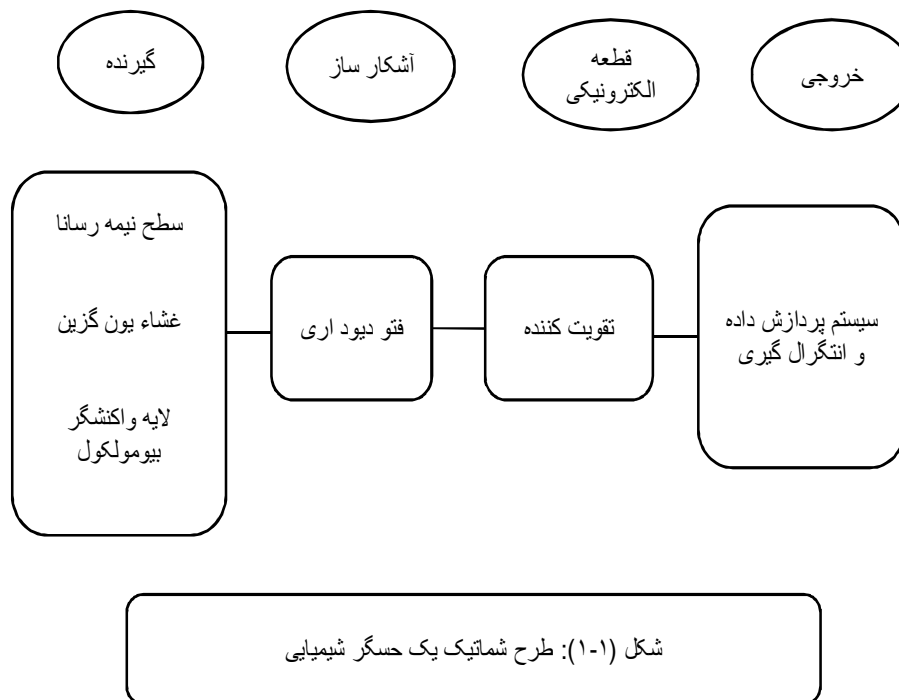 گیرنده
آشکار ساز
قطعه
الکترونیکی
خروجی
سطح نیمه رسانا
غشاء یون گزین
لایه واکنشگر
بیومولکول
فتو دیود اری
تقویت کننده
سیستم پردازش داده
و انتگرال گیری
شکل (۱-۱): طرح شماتیک یک حسگر شیمیایی